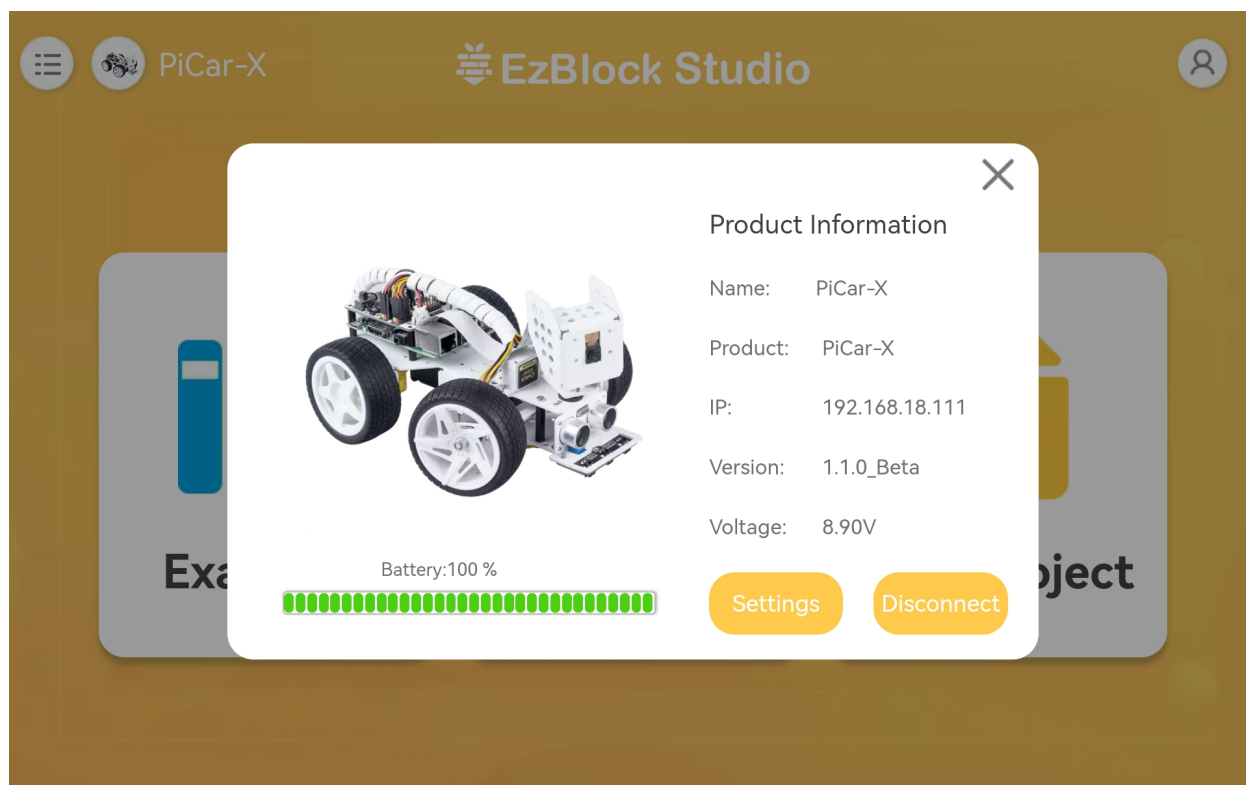 PiCar-X
EzBlock Studio
Product Information
Name: PiCar-X
Product: PiCar-X
IP: 192.168.18.111
Version: 1.1.0_Beta
Voltage: 8.90V
Battery:100 %
Settings
Disconnect